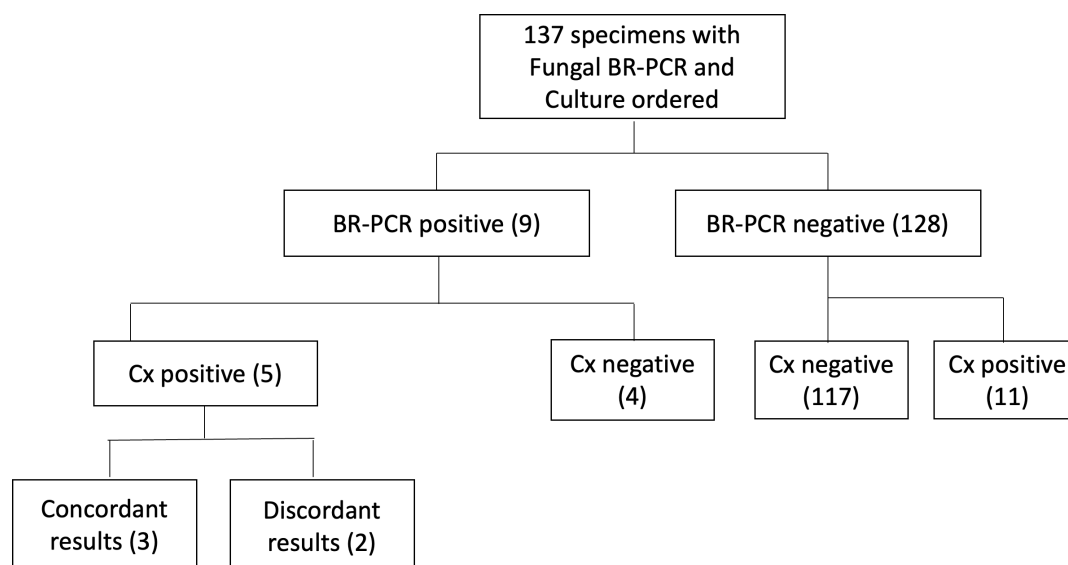 137 specimens with
Fungal BR-PCR and
Culture ordered
BR-PCR positive (9)
BR-PCR negative (128)
Cx positive (5)
Cx negative
(4)
Cx negative
(117)
Cx positive
(11)
Concordant
results (3)
Discordant
results (2)